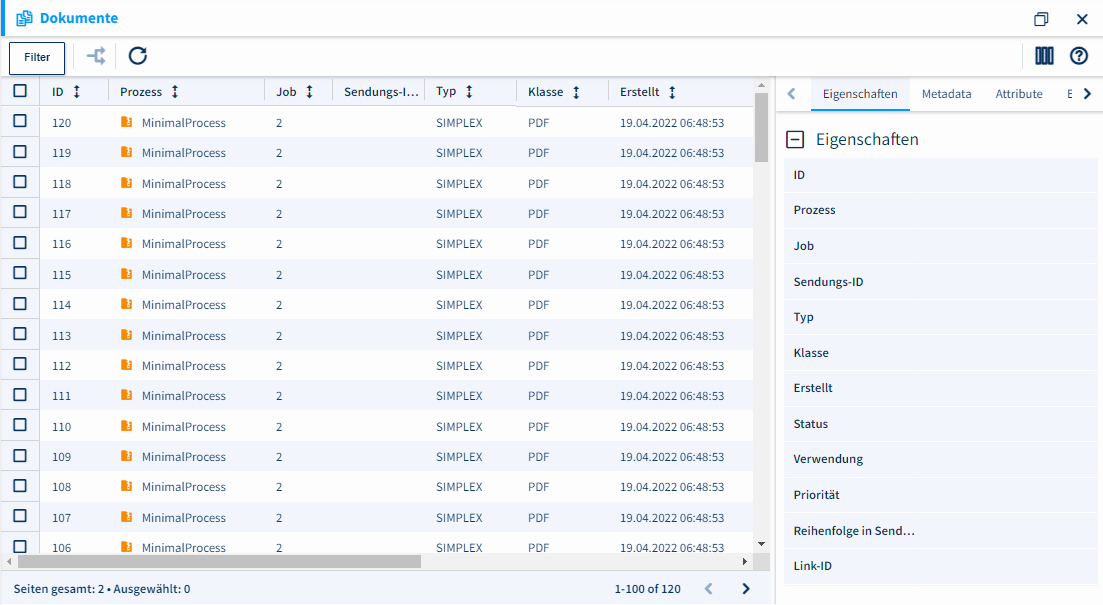 Dokumente
Filter
ID Prozess Job Sendungs-I... Typ Klasse Erstellt
120 MinimalProcess 2 SIMPLEX PDF 19.04.2022 06:48:53
119 MinimalProcess 2 SIMPLEX PDF 19.04.2022 06:48:53
118 MinimalProcess 2 SIMPLEX PDF 19.04.2022 06:48:53
117 MinimalProcess 2 SIMPLEX PDF 19.04.2022 06:48:53
116 MinimalProcess 2 SIMPLEX PDF 19.04.2022 06:48:53
115 MinimalProcess 2 SIMPLEX PDF 19.04.2022 06:48:53
114 MinimalProcess 2 SIMPLEX PDF 19.04.2022 06:48:53
113 MinimalProcess 2 SIMPLEX PDF 19.04.2022 06:48:53
112 MinimalProcess 2 SIMPLEX PDF 19.04.2022 06:48:53
111 MinimalProcess 2 SIMPLEX PDF 19.04.2022 06:48:53
110 MinimalProcess 2 SIMPLEX PDF 19.04.2022 06:48:53
109 MinimalProcess 2 SIMPLEX PDF 19.04.2022 06:48:53
108 MinimalProcess 2 SIMPLEX PDF 19.04.2022 06:48:53
107 MinimalProcess 2 SIMPLEX PDF 19.04.2022 06:48:53
106 MinimalProcess 2 SIMPLEX PDF 19.04.2022 06:48:53
Seiten gesamt: 2 • Ausgewählt: 0 1-100 of 120
Eigenschaften Metadata Attribute E
Eigenschaften
ID
Prozess
Job
Sendungs-ID
Typ
Klasse
Erstellt
Status
Verwendung
Priorität
Reihenfolge in Send...
Link-ID